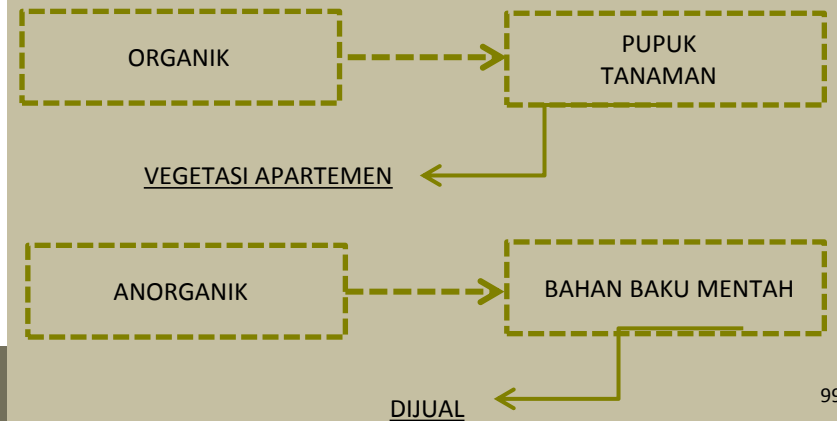 ORGANIK
PUPUK
TANAMAN
VEGETASI APARTEMEN
ANORGANIK
BAHAN BAKU MENTAH
DIJUAL
99